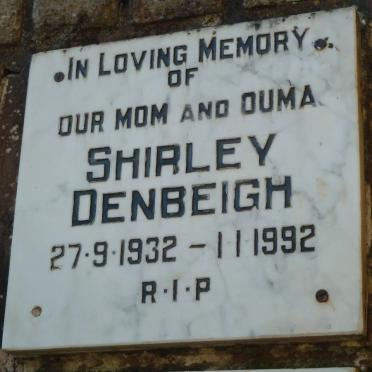 IN LOVING MEMORY
OF
OUR MOM AND OUMA
SHIRLEY
DENBEIGH
27·9·1932 – 1 1 1992
R·I·P